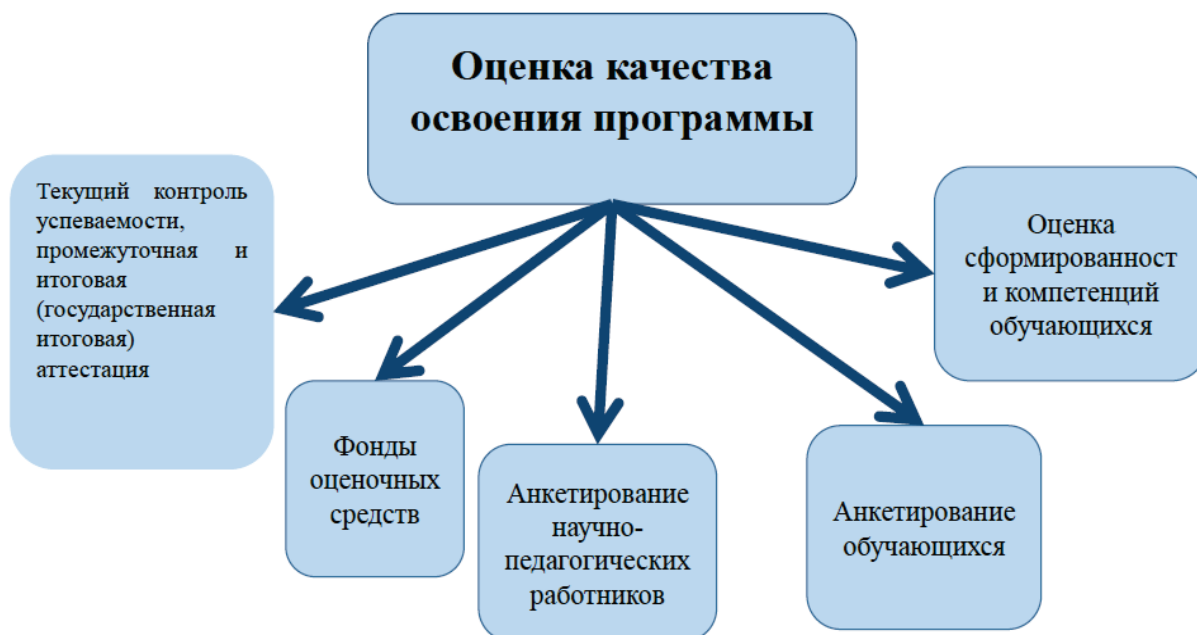 Оценка качества
освоения программы
Текущий контроль
успеваемости,
промежуточная и
итоговая
(государственная
итоговая)
аттестация
Фонды
оценочных
средств
Анкетирование
научно-
педагогических
работников
Анкетирование
обучающихся
Оценка
сформированност
и компетенций
обучающихся